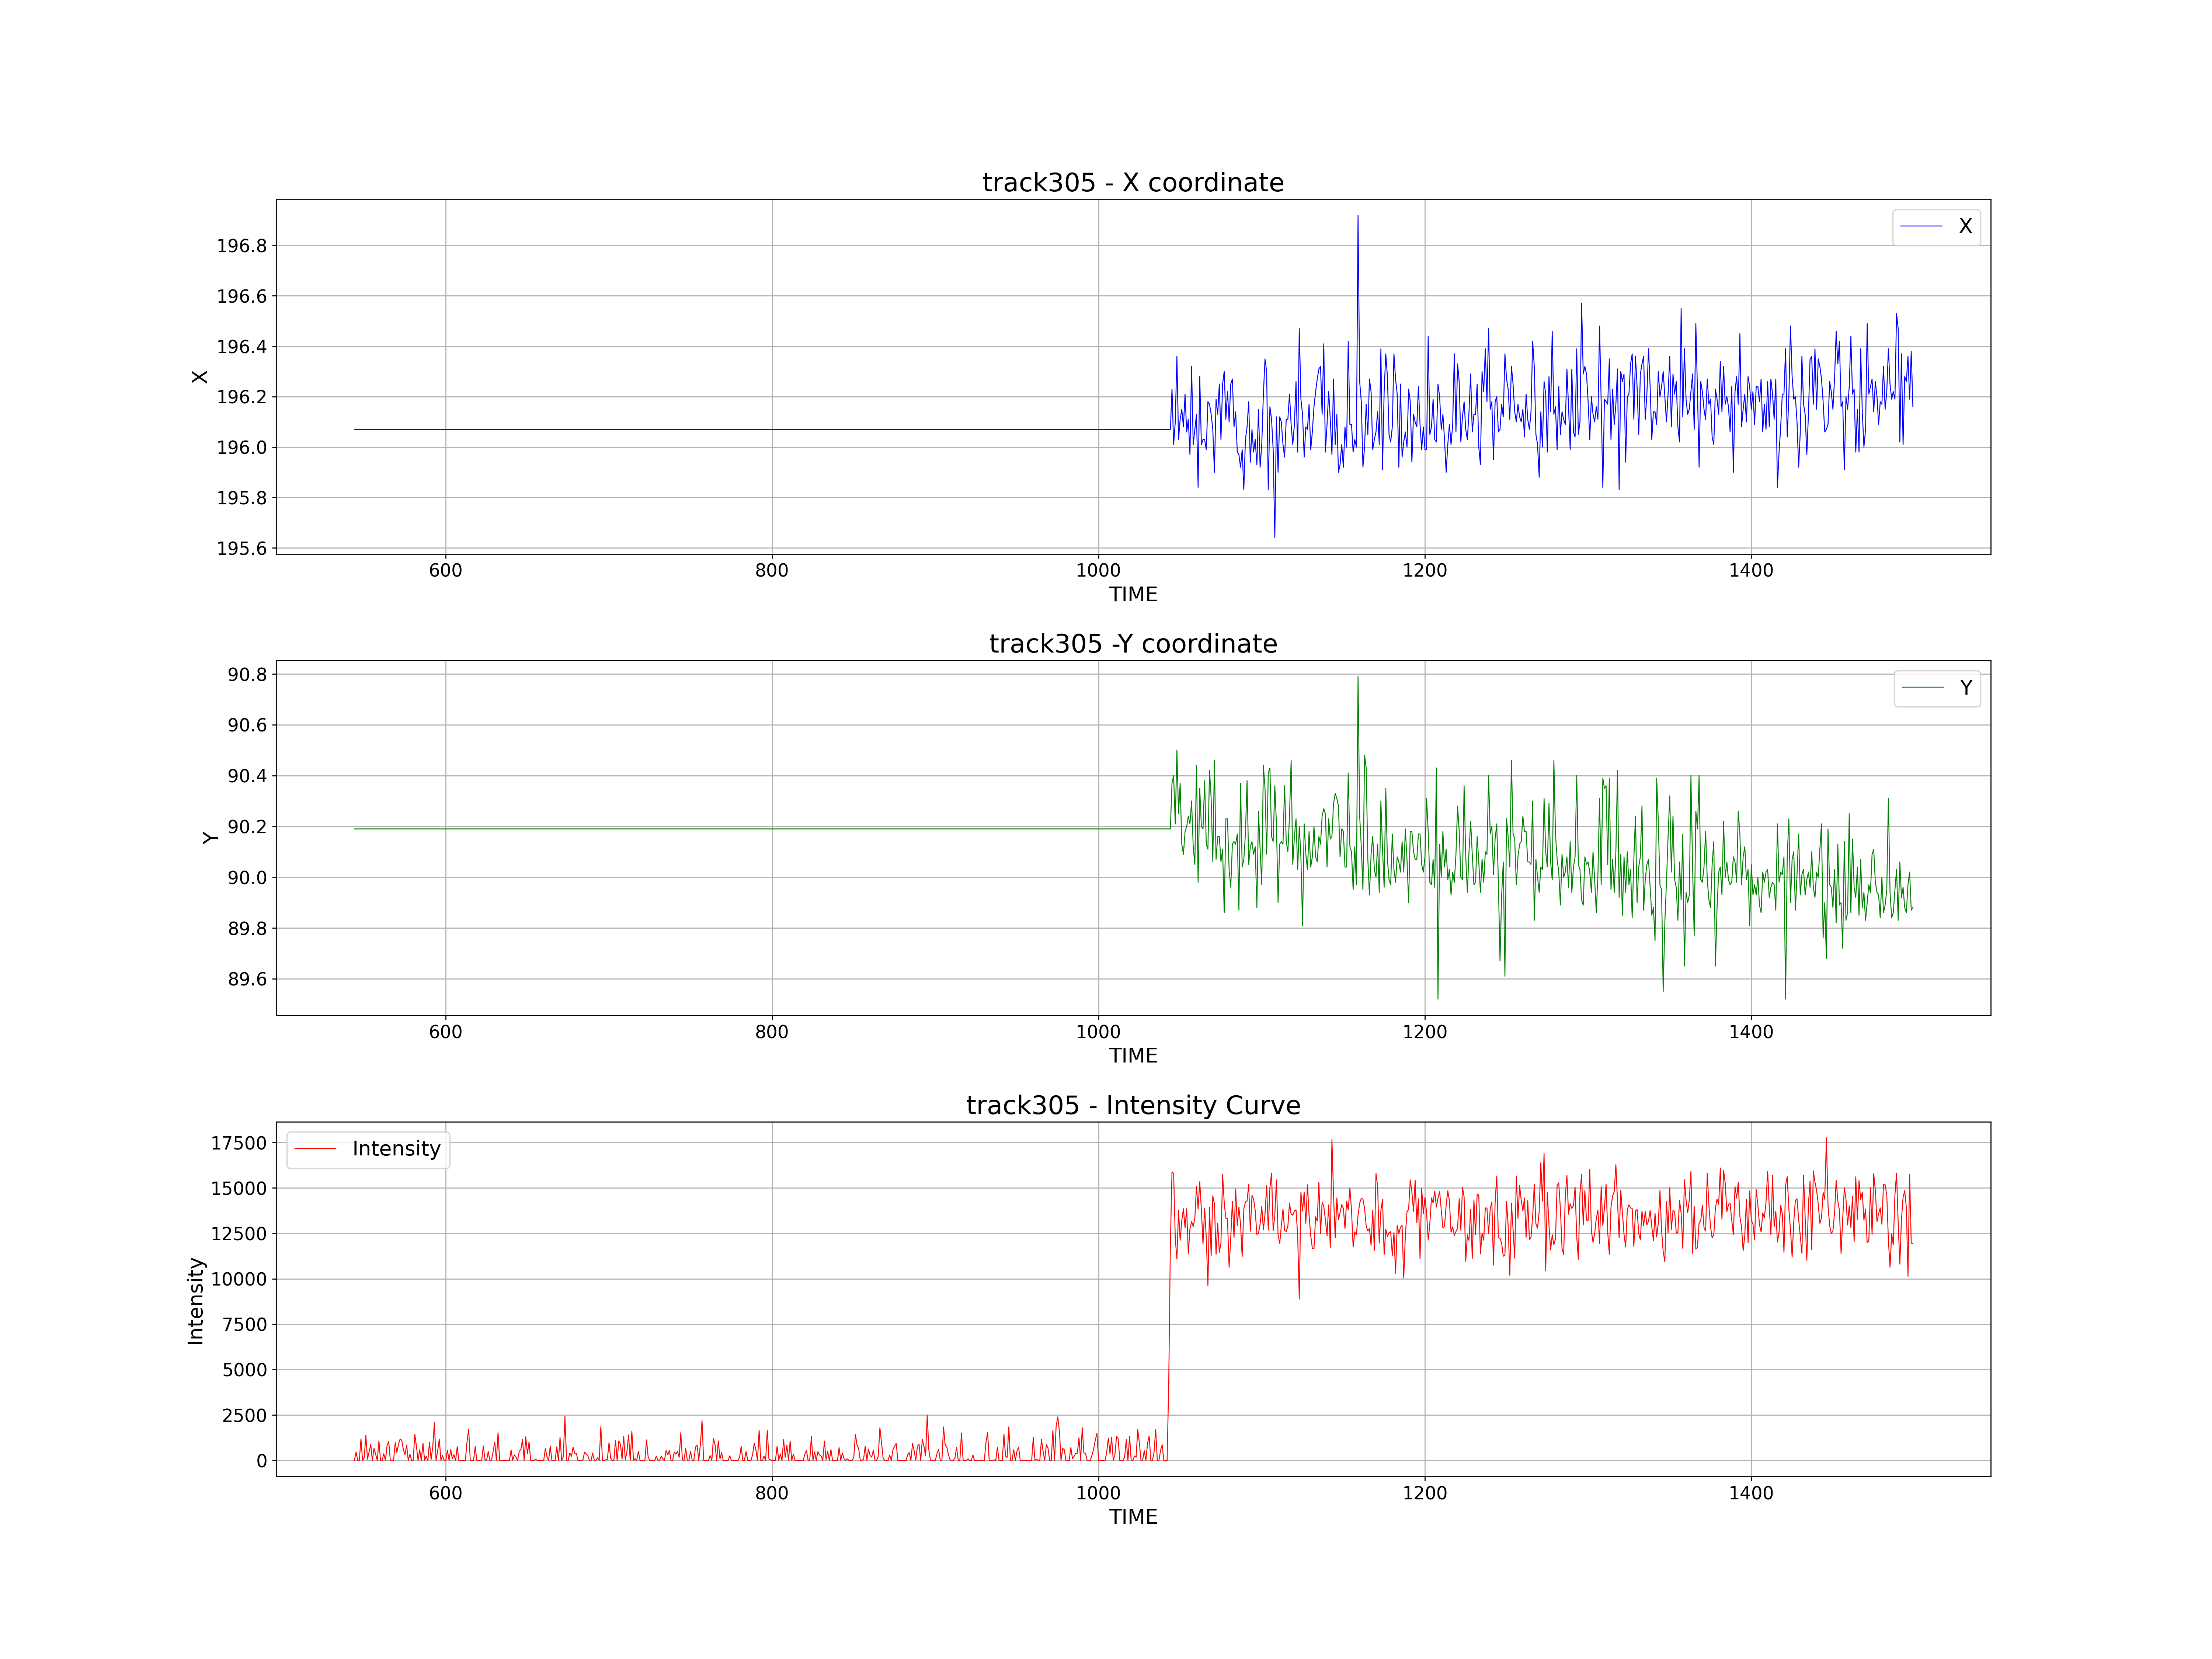 track305 - X coordinate
X
196.8
196.6
196.4
196.2
196.0
195.8
195.6
X
600 800 1000 1200 1400
TIME
track305 -Y coordinate
Y
90.8
90.6
90.4
90.2
90.0
89.8
89.6
Y
600 800 1000 1200 1400
TIME
track305 - Intensity Curve
Intensity
17500
15000
12500
10000
7500
5000
2500
0
Intensity
600 800 1000 1200 1400
TIME